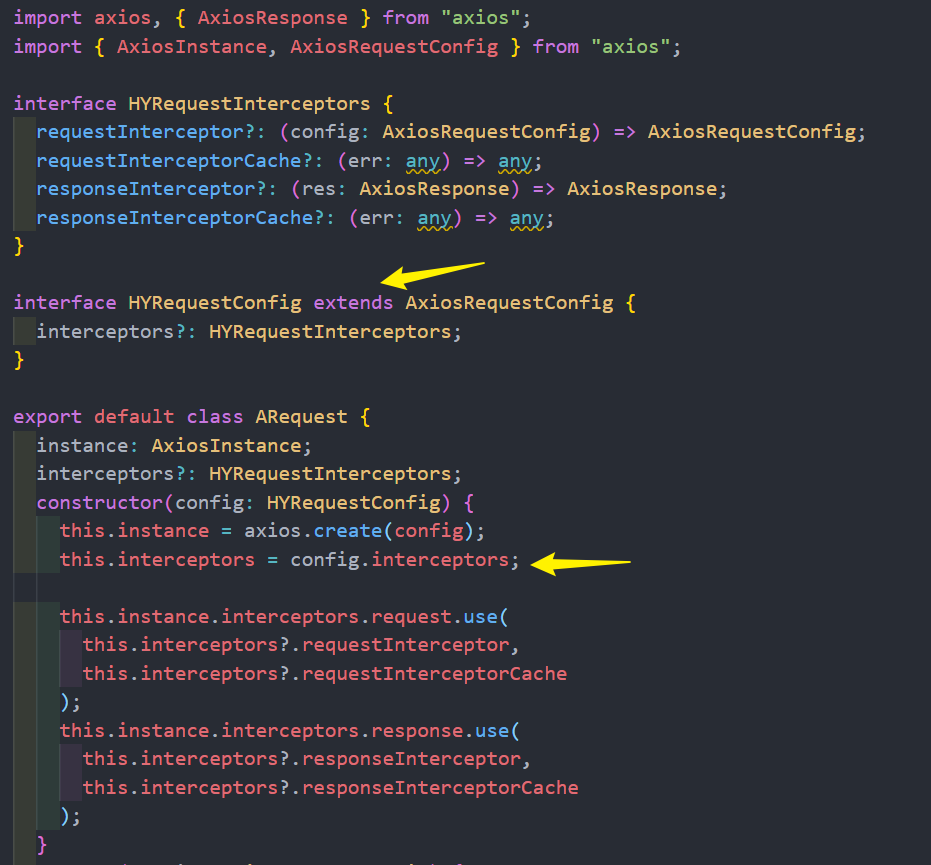 import axios, { AxiosResponse } from "axios";
import { AxiosInstance, AxiosRequestConfig } from "axios";
interface HYRequestInterceptors {
requestInterceptor?: (config: AxiosRequestConfig) => AxiosRequestConfig;
requestInterceptorCache?: (err: any) => any;
responseInterceptor?: (res: AxiosResponse) => AxiosResponse;
responseInterceptorCache?: (err: any) => any;
}
interface HYRequestConfig extends AxiosRequestConfig {
interceptors?: HYRequestInterceptors;
}
export default class ARequest {
instance: AxiosInstance;
interceptors?: HYRequestInterceptors;
constructor(config: HYRequestConfig) {
this.instance = axios.create(config);
this.interceptors = config.interceptors;
this.instance.interceptors.request.use(
this.interceptors?.requestInterceptor,
this.interceptors?.requestInterceptorCache
);
this.instance.interceptors.response.use(
this.interceptors?.responseInterceptor,
this.interceptors?.responseInterceptorCache
);
}